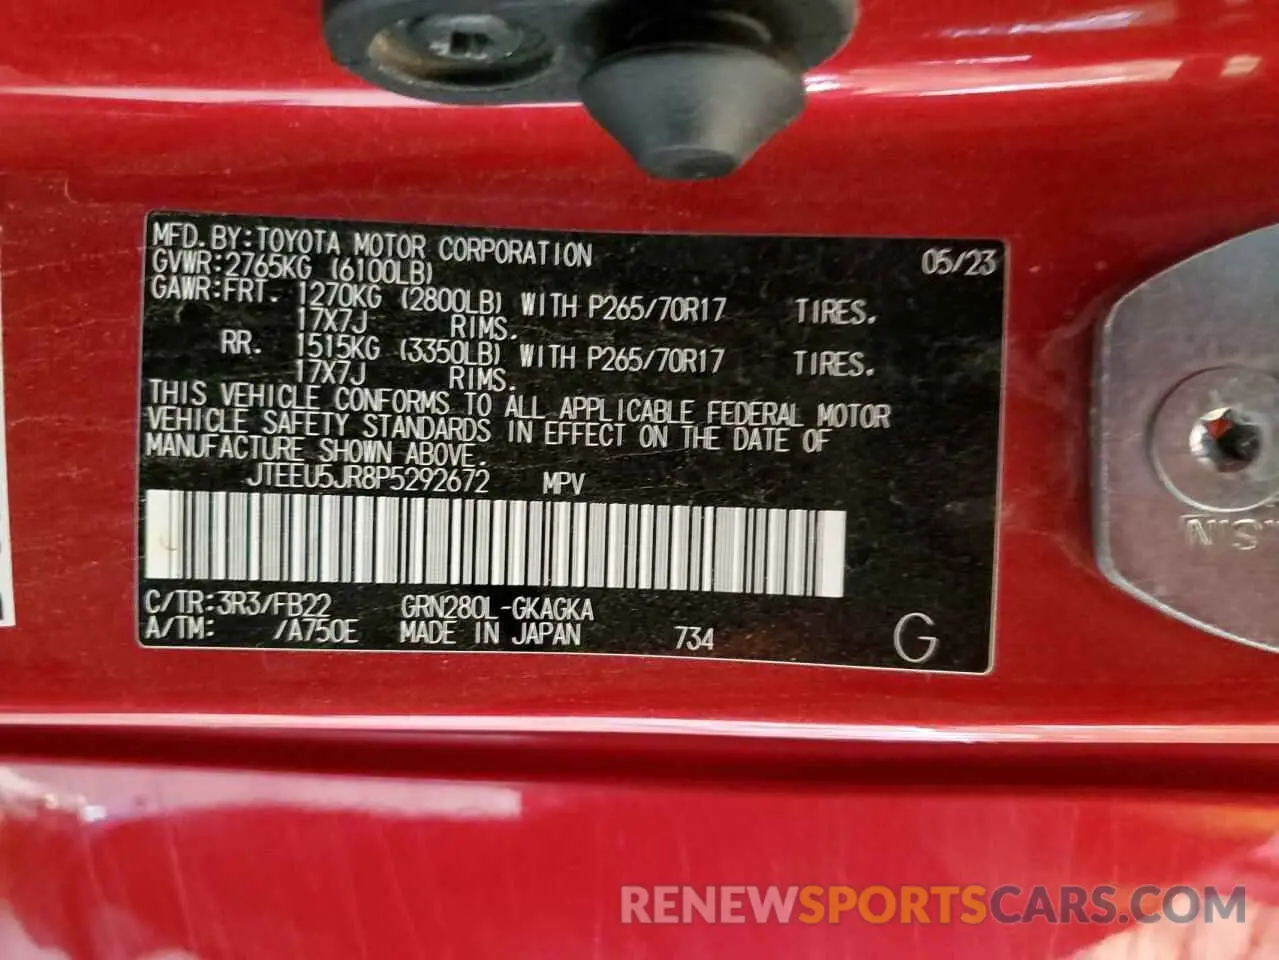 MFD.BY:TOYOTA MOTOR CORPORATION 05/23
GVWR:2765KG (6100LB)
GAWR:FRT. 1270KG (2800LB) WITH P265/70R17 TIRES.
17X7J RIMS.
RR. 1515KG (3350LB) WITH P265/70R17 TIRES.
17X7J RIMS.
THIS VEHICLE CONFORMS TO ALL APPLICABLE FEDERAL MOTOR
VEHICLE SAFETY STANDARDS IN EFFECT ON THE DATE OF
MANUFACTURE SHOWN ABOVE.
JTEEU5JR8P5292672 MPV
C/TR:3R3/FB22 GRN280L-GKAGKA
A/TM: /A750E MADE IN JAPAN 734 G
RENEWSPORTSCARS.COM